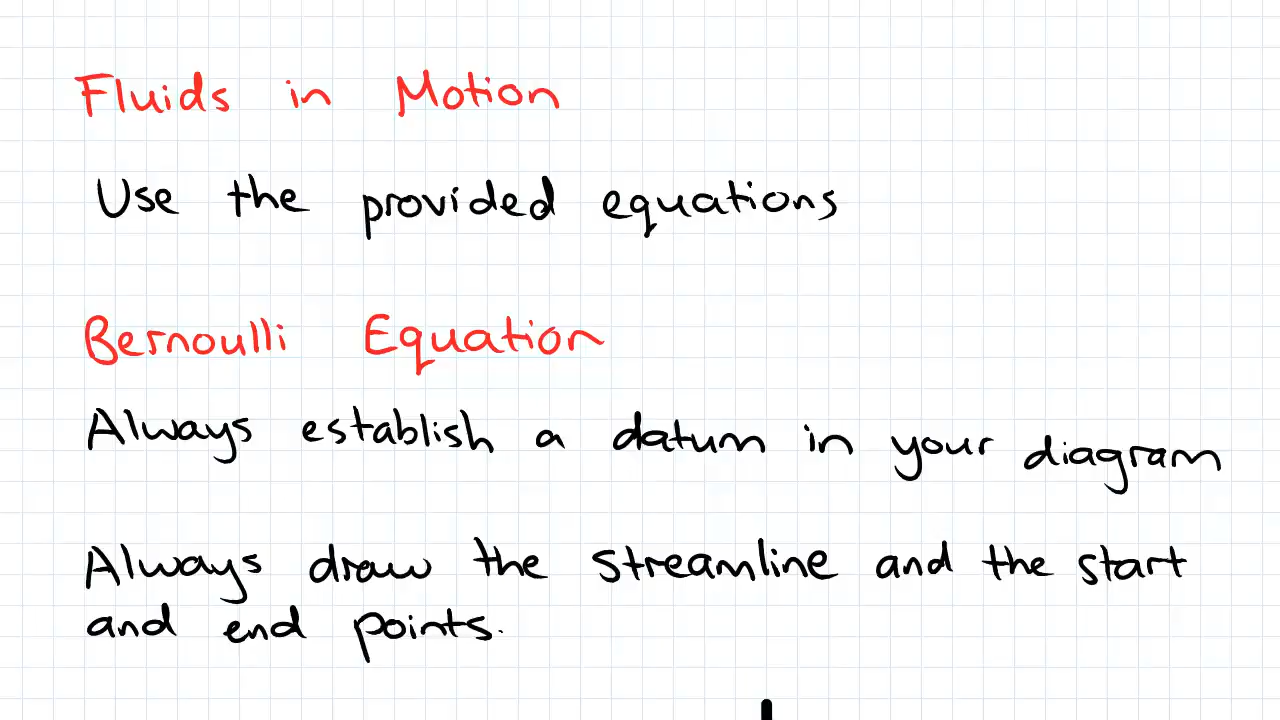 Fluids in Motion
Use the provided equations
Bernoulli Equation
Always establish a datum in your diagram
Always draw the streamline and the start
and end points.